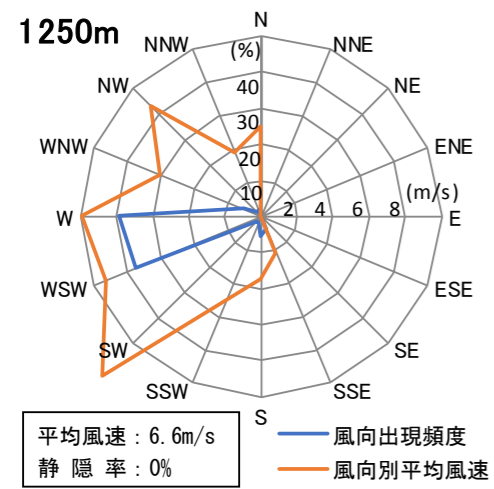 1250m
N
NNW
NNE
(%)
NW
NE
40
30
WNW
ENE
20
10
(m/s)
W
2
4
6
8
E
WSW
ESE
SW
SE
SSW
SSE
S
平均風速：6.6m/s
静 隠 率：0%
風向出現頻度
風向別平均風速